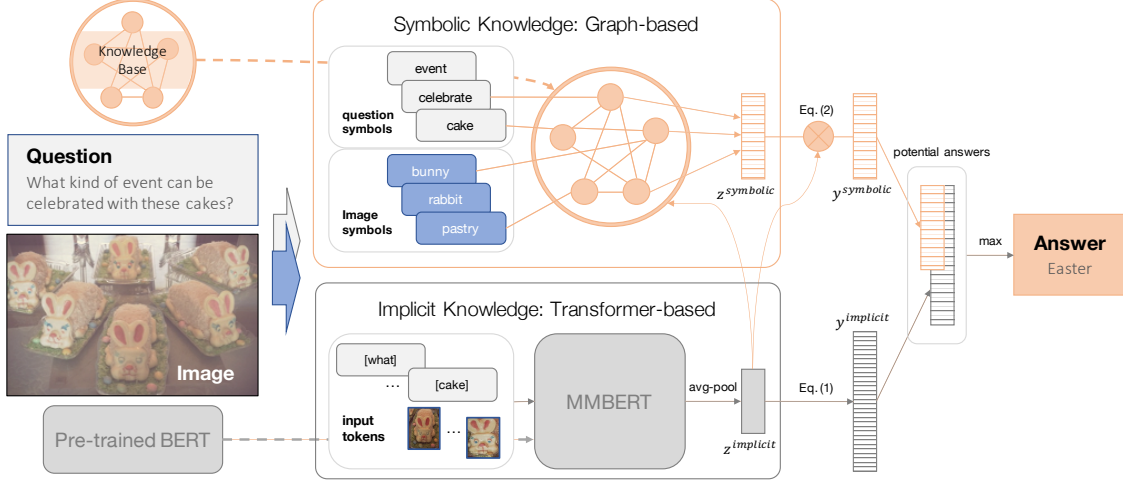 Knowledge
Base
Question
What kind of event can be
celebrated with these cakes?
Image
Pre-trained BERT
Symbolic Knowledge: Graph-based
event
celebrate
cake
question
symbols
bunny
rabbit
pastry
Image
symbols
z^{symbolic}
Eq. (2)
y^{symbolic}
potential answers
max
Answer
Easter
Implicit Knowledge: Transformer-based
[what]
...
[cake]
input
tokens
...
MMBERT
avg-pool
z^{implicit}
Eq. (1)
y^{implicit}